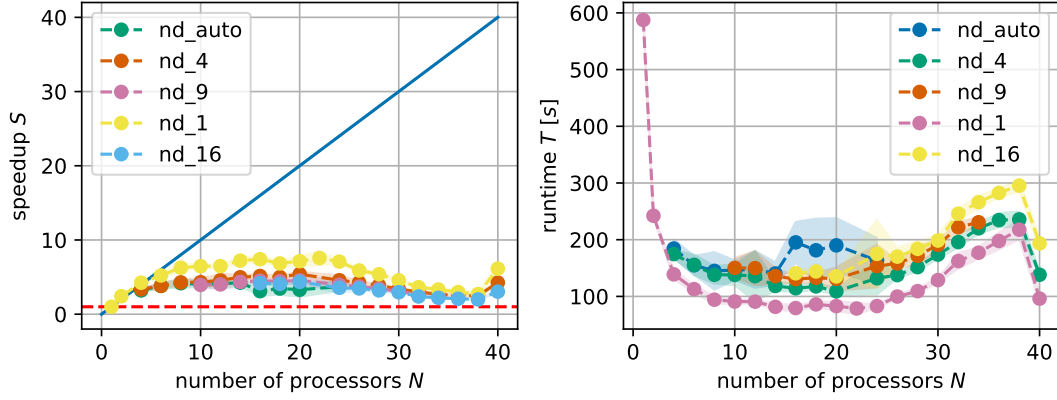 speedup S
40
30
20
10
0
nd_auto
nd_4
nd_9
nd_1
nd_16
0
10
20
30
40
number of processors N
runtime T [s]
600
500
400
300
200
100
nd_auto
nd_4
nd_9
nd_1
nd_16
0
10
20
30
40
number of processors N